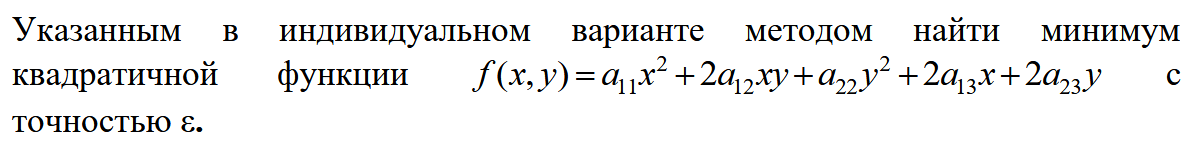 Указанным в индивидуальном варианте методом найти минимум
квадратичной функции f(x, y) = a₁₁x² + 2a₁₂xy + a₂₂y² + 2a₁₃x + 2a₂₃y с
точностью ε.